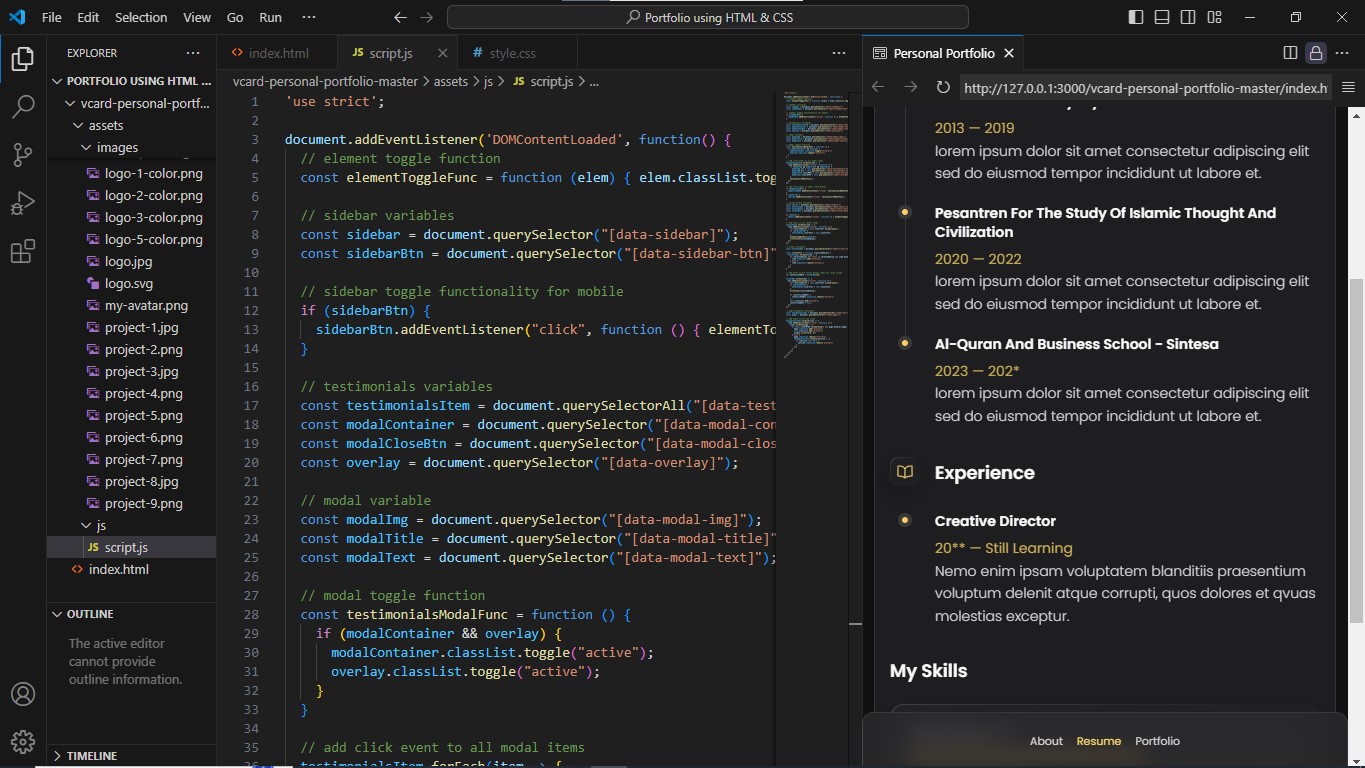 File Edit Selection View Go Run ···
Portfolio using HTML & CSS
EXPLORER
PORTFOLIO USING HTML ...
vcard-personal-portf...
assets
images
logo-1-color.png
logo-2-color.png
logo-3-color.png
logo-5-color.png
logo.jpg
logo.svg
my-avatar.png
project-1.jpg
project-2.png
project-3.jpg
project-4.png
project-5.png
project-6.png
project-7.png
project-8.jpg
project-9.png
js
JS script.js
index.html
OUTLINE
The active editor
cannot provide
outline information.
TIMELINE
index.html
JS script.js
# style.css
vcard-personal-portfolio-master > assets > js > JS script.js > ...
1 'use strict';
2
3 document.addEventListener('DOMContentLoaded', function() {
4 // element toggle function
5 const elementToggleFunc = function (elem) { elem.classList.tog
6
7 // sidebar variables
8 const sidebar = document.querySelector("[data-sidebar]");
9 const sidebarBtn = document.querySelector("[data-sidebar-btn]"
10
11 // sidebar toggle functionality for mobile
12 if (sidebarBtn) {
13 sidebarBtn.addEventListener("click", function () { elementTo
14 }
15
16 // testimonials variables
17 const testimonialsItem = document.querySelectorAll("[data-test
18 const modalContainer = document.querySelector("[data-modal-con
19 const modalCloseBtn = document.querySelector("[data-modal-clos
20 const overlay = document.querySelector("[data-overlay]");
21
22 // modal variable
23 const modalImg = document.querySelector("[data-modal-img]");
24 const modalTitle = document.querySelector("[data-modal-title]"
25 const modalText = document.querySelector("[data-modal-text]");
26
27 // modal toggle function
28 const testimonialsModalFunc = function () {
29 if (modalContainer && overlay) {
30 modalContainer.classList.toggle("active");
31 overlay.classList.toggle("active");
32 }
33 }
34
35 // add click event to all modal items
36 testimonialsItem.forEach(item => {
Personal Portfolio
http://127.0.0.1:3000/vcard-personal-portfolio-master/index.h
2013 — 2019
lorem ipsum dolor sit amet consectetur adipiscing elit
sed do eiusmod tempor incididunt ut labore et.
Pesantren For The Study Of Islamic Thought And
Civilization
2020 — 2022
lorem ipsum dolor sit amet consectetur adipiscing elit
sed do eiusmod tempor incididunt ut labore et.
Al-Quran And Business School - Sintesa
2023 — 202*
lorem ipsum dolor sit amet consectetur adipiscing elit
sed do eiusmod tempor incididunt ut labore et.
Experience
Creative Director
20** — Still Learning
Nemo enim ipsam voluptatem blanditiis praesentium
voluptum delenit atque corrupti, quos dolores et qvuas
molestias exceptur.
My Skills
About Resume Portfolio